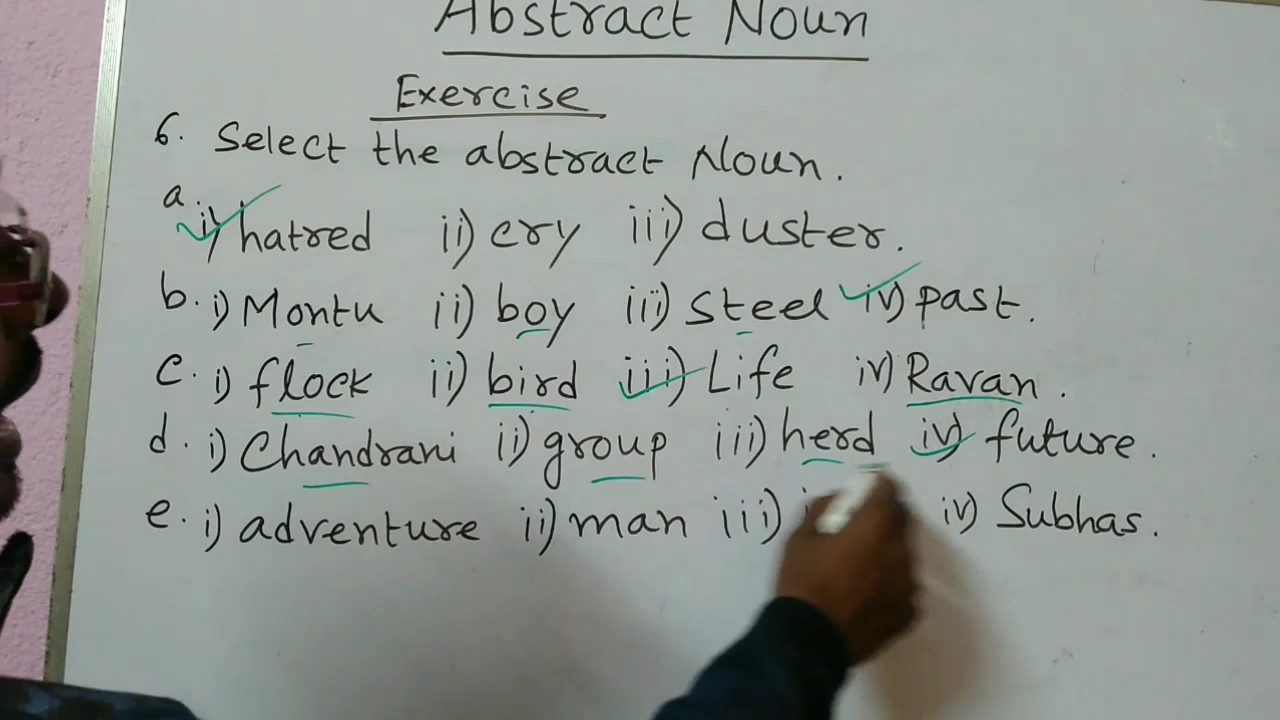 Abstract Noun
Exercise
6. Select the abstract Noun.
a. i) hatred ii) cry iii) duster.
b. i) Montu ii) boy iii) steel iv) past.
c. i) flock ii) bird iii) Life iv) Ravan.
d. i) Chandrani ii) group iii) herd iv) future.
e. i) adventure ii) man iii) iv) Subhas.